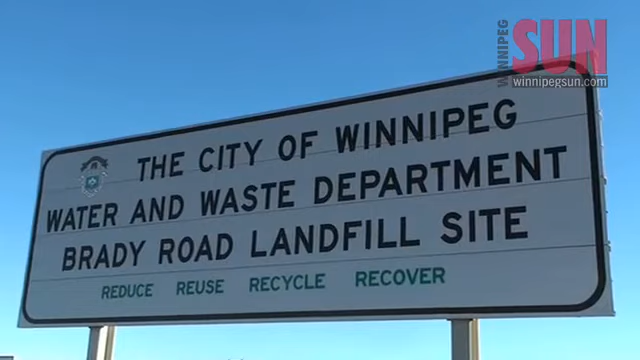 WINNIPEG
SUN
winnipegsun.com
THE CITY OF WINNIPEG
WATER AND WASTE DEPARTMENT
BRADY ROAD LANDFILL SITE
REDUCE REUSE RECYCLE RECOVER